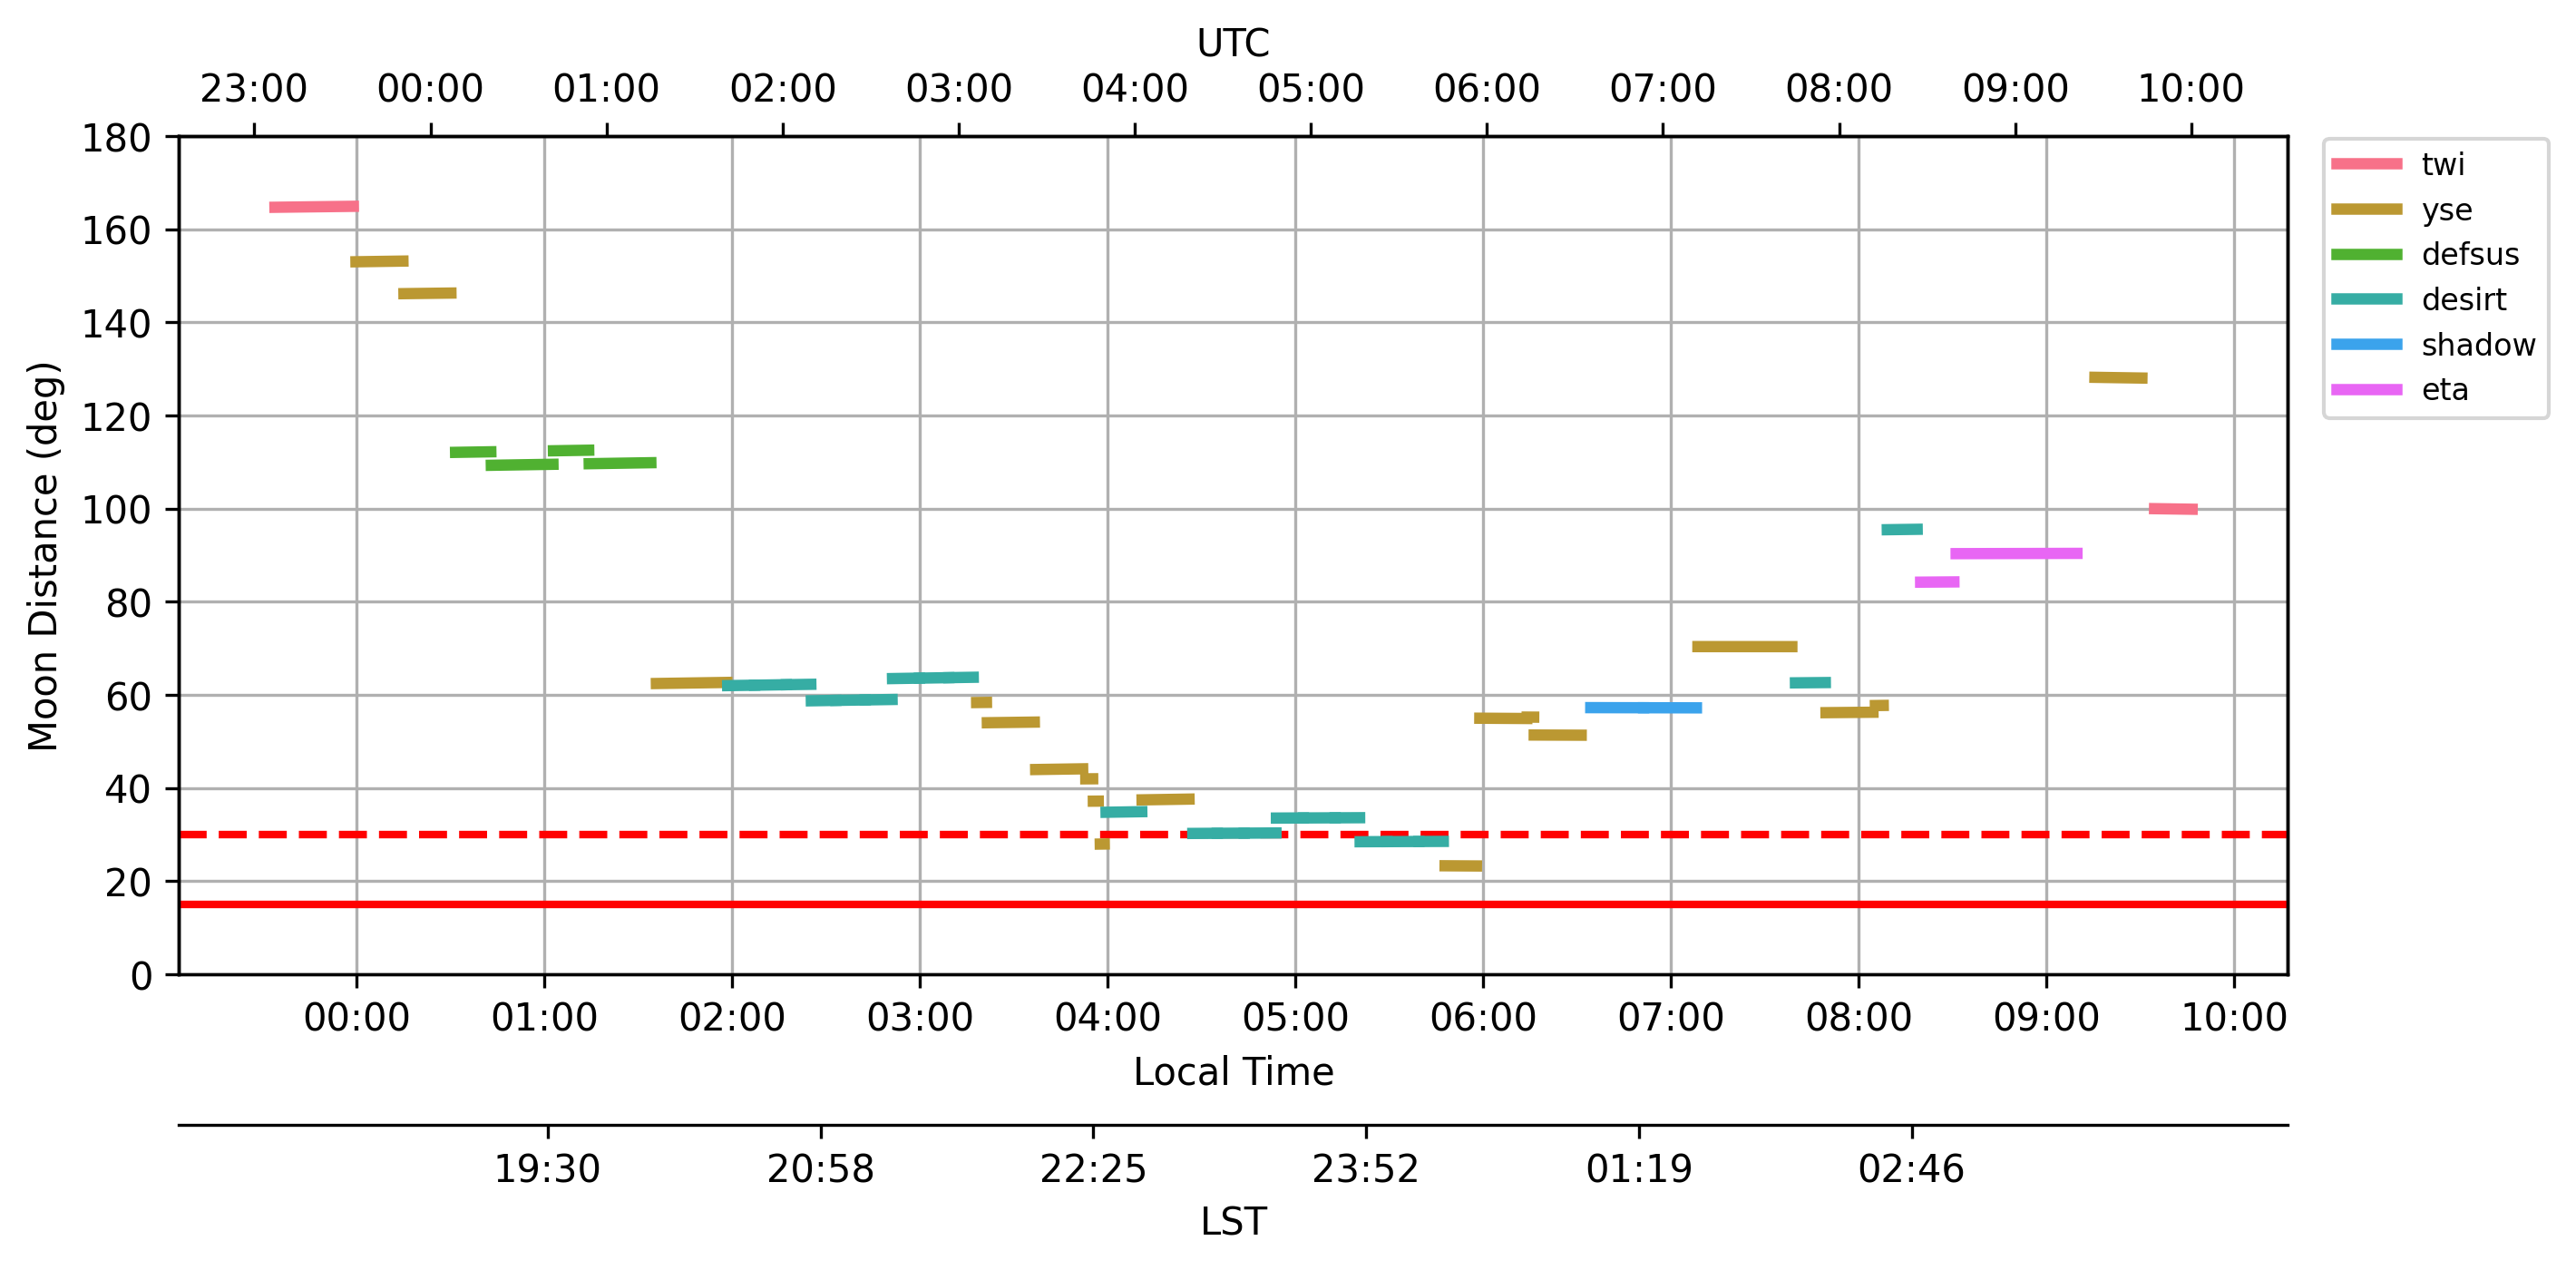 UTC
23:00 00:00 01:00 02:00 03:00 04:00 05:00 06:00 07:00 08:00 09:00 10:00
180
160
140
120
100
80
60
40
20
0
Moon Distance (deg)
twi
yse
defsus
desirt
shadow
eta
00:00 01:00 02:00 03:00 04:00 05:00 06:00 07:00 08:00 09:00 10:00
Local Time
19:30 20:58 22:25 23:52 01:19 02:46
LST